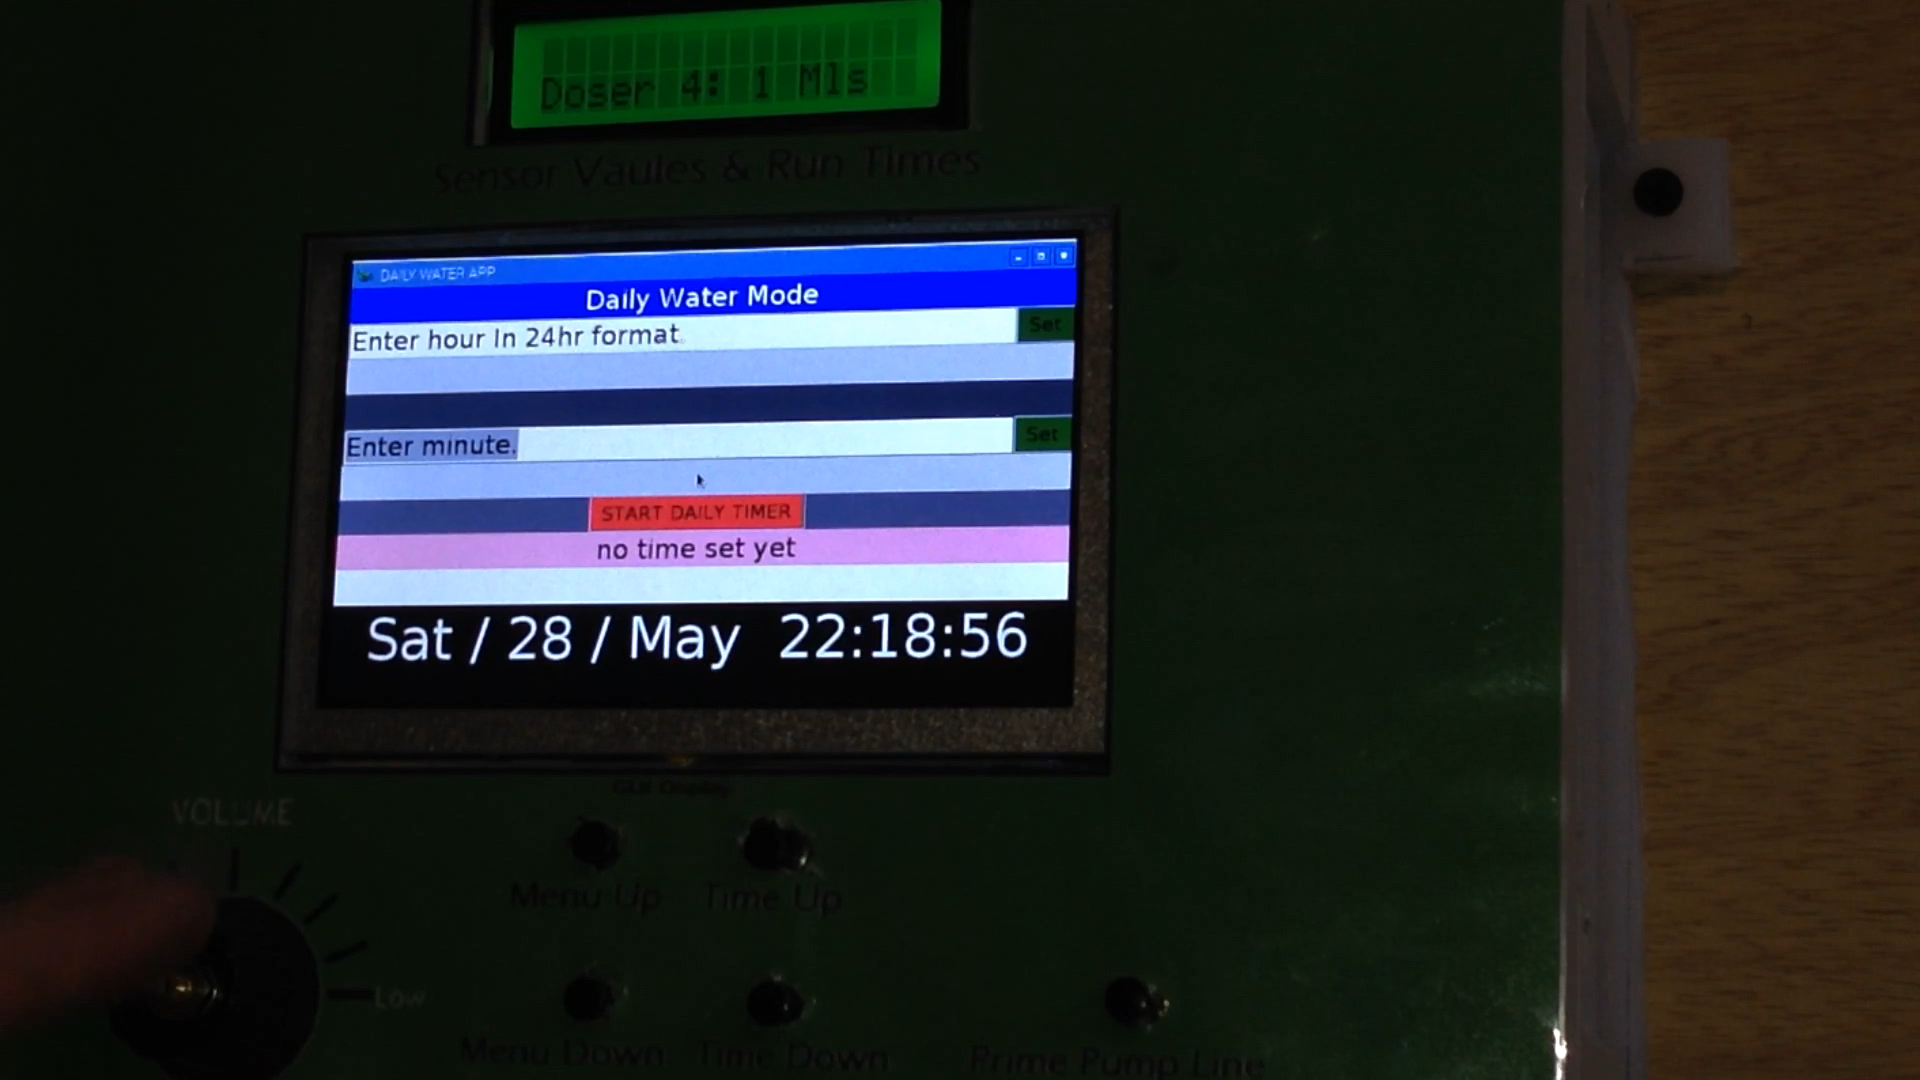 Doser 4: 1 Mls
Sensor Vaules & Run Times
DAILY WATER APP
Daily Water Mode
Enter hour In 24hr format.
Set
Enter minute.
Set
START DAILY TIMER
no time set yet
Sat / 28 / May 22:18:56
GUI Display
VOLUME
Menu Up Time Up
Low
Menu Down Time Down Prime Pump Line